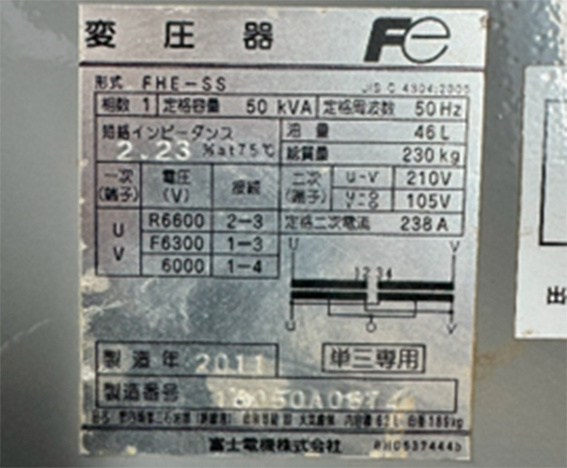 変圧器 Fe
形式 FHE-SS JIS C 4304:2005
相数 1 定格容量 50 kVA 定格周波数 50Hz
短絡インピーダンス 2.23 %at75℃ 油量 46L
総質量 230kg
一次(端子) 電圧(V) 接続 二次(端子) u-v 210V
105V
U V R6600 2-3 定格二次電流 238A
F6300 1-3
6000 1-4
U V
1 2 3 4
u o v
製造年 2011 単三専用
製造番号
富士電機株式会社
出